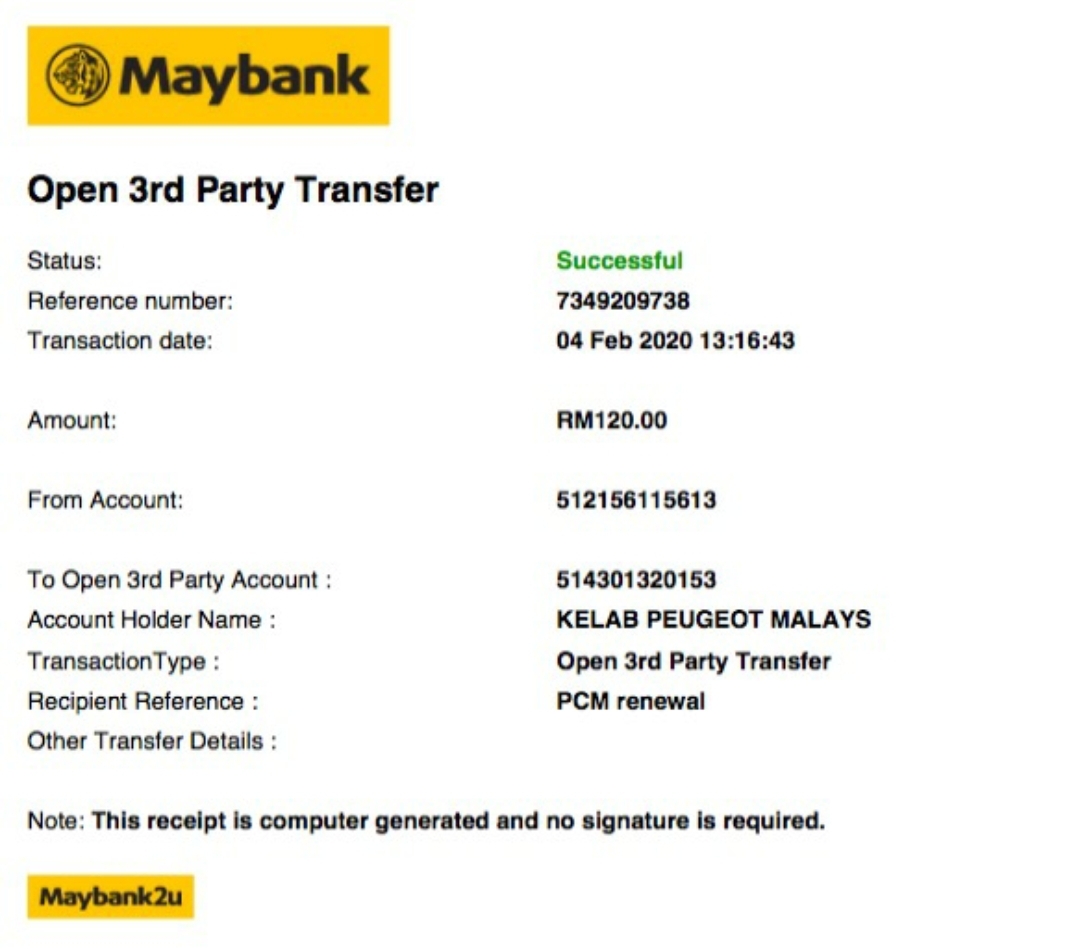 Maybank
Open 3rd Party Transfer
Status: Successful
Reference number: 7349209738
Transaction date: 04 Feb 2020 13:16:43
Amount: RM120.00
From Account: 512156115613
To Open 3rd Party Account : 514301320153
Account Holder Name : KELAB PEUGEOT MALAYS
TransactionType : Open 3rd Party Transfer
Recipient Reference : PCM renewal
Other Transfer Details :
Note: This receipt is computer generated and no signature is required.
Maybank2u